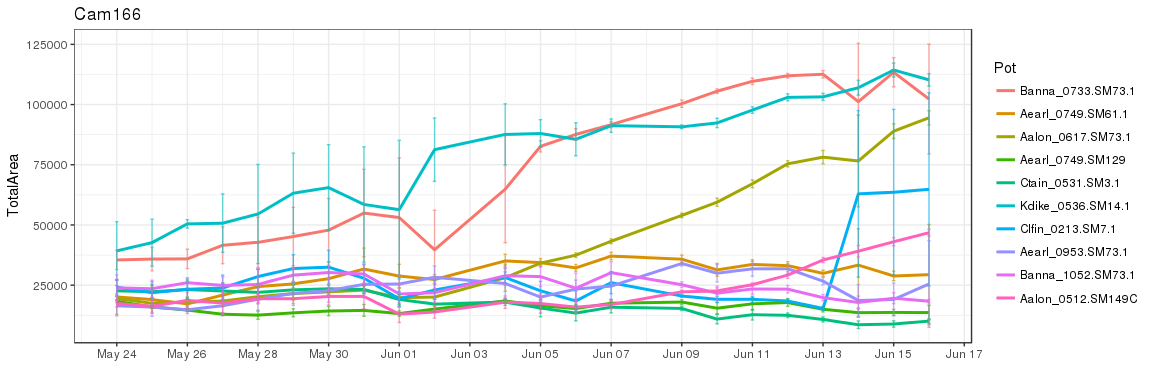 Cam166
TotalArea
125000
100000
75000
50000
25000
May 24 May 26 May 28 May 30 Jun 01 Jun 03 Jun 05 Jun 07 Jun 09 Jun 11 Jun 13 Jun 15 Jun 17
Pot
Banna_0733.SM73.1
Aearl_0749.SM61.1
Aalon_0617.SM73.1
Aearl_0749.SM129
Ctain_0531.SM3.1
Kdike_0536.SM14.1
Clfin_0213.SM7.1
Aearl_0953.SM73.1
Banna_1052.SM73.1
Aalon_0512.SM149C